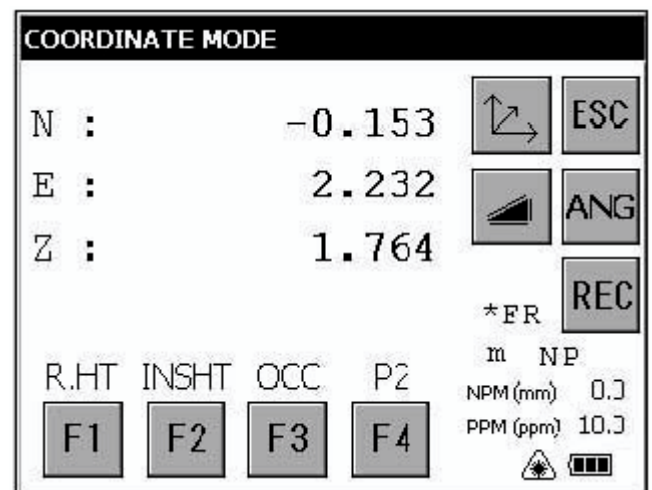 COORDINATE MODE
N : -0.153
E : 2.232
Z : 1.764
ESC
ANG
REC
*FR
m NP
NPM (mm) 0.0
PPM (ppm) 10.0
R.HT INSHT OCC P2
F1 F2 F3 F4